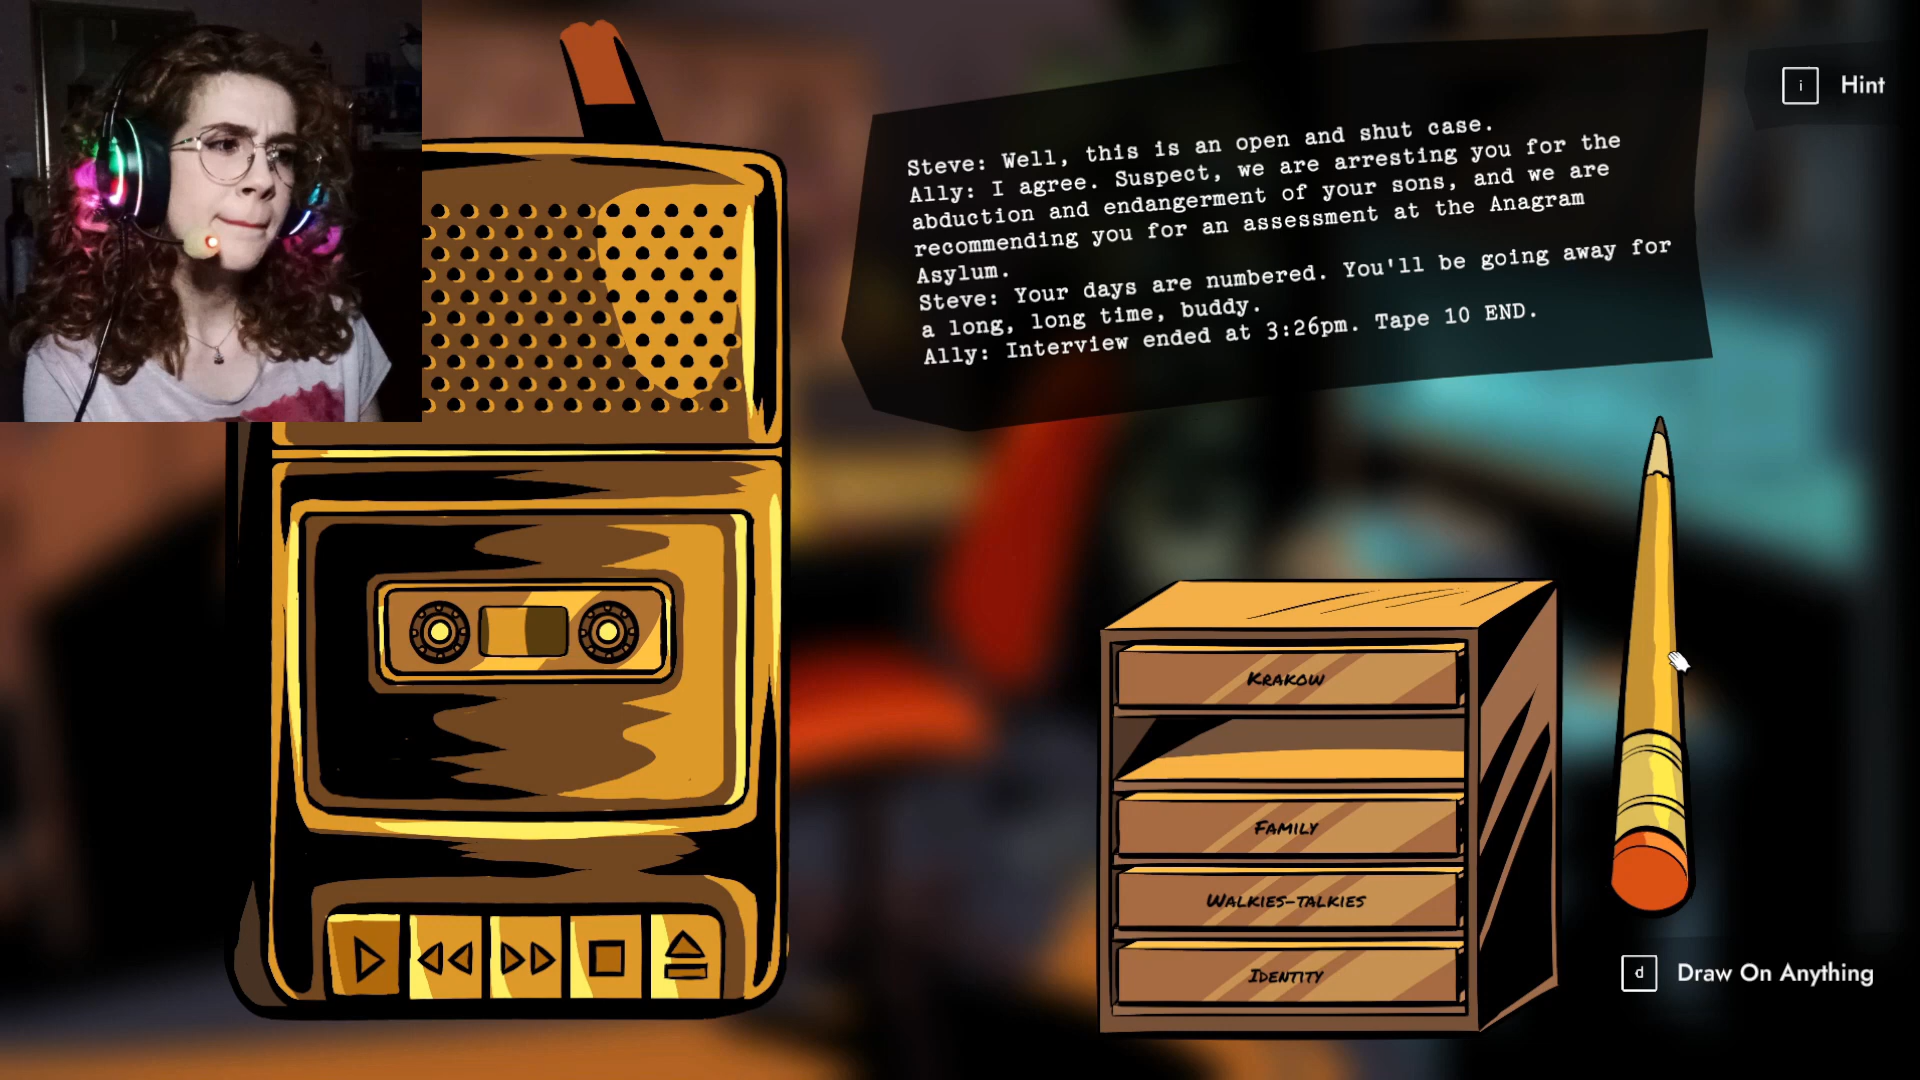 Steve: Well, this is an open and shut case.
Ally: I agree. Suspect, we are arresting you for the
abduction and endangerment of your sons, and we are
recommending you for an assessment at the Anagram
Asylum.
Steve: Your days are numbered. You'll be going away for
a long, long time, buddy.
Ally: Interview ended at 3:26pm. Tape 10 END.
i Hint
Krakow
Family
Walkies-talkies
Identity
d Draw On Anything